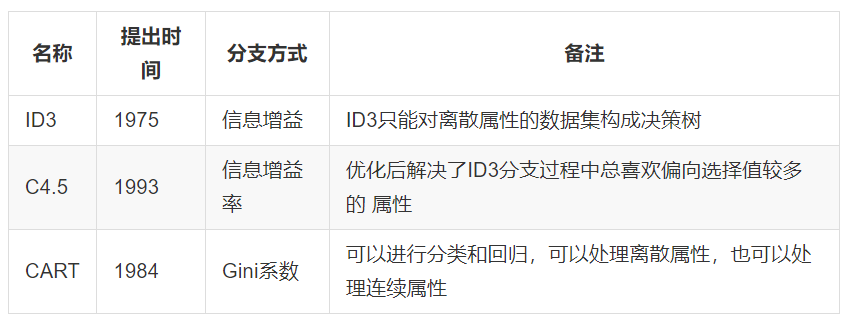 名称 提出时间 分支方式 备注
ID3 1975 信息增益 ID3只能对离散属性的数据集构成决策树
C4.5 1993 信息增益率 优化后解决了ID3分支过程中总喜欢偏向选择值较多的 属性
CART 1984 Gini系数 可以进行分类和回归，可以处理离散属性，也可以处理连续属性